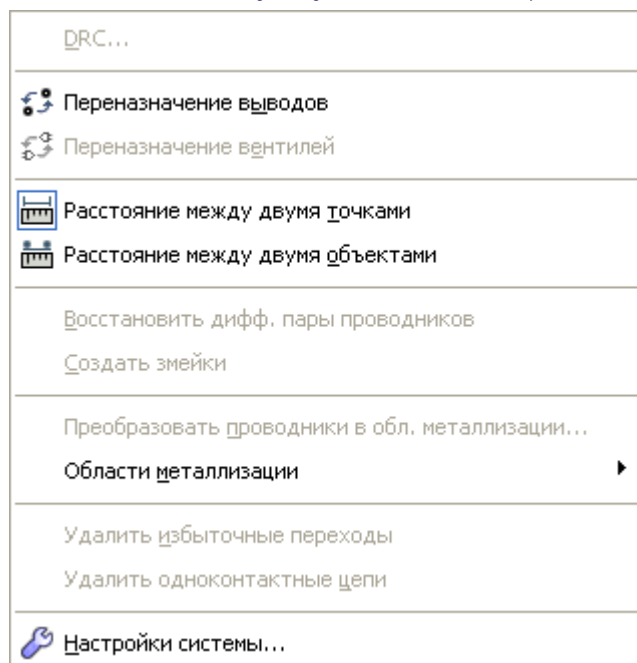 DRC...
Переназначение выводов
Переназначение вентилей
Расстояние между двумя точками
Расстояние между двумя объектами
Восстановить дифф. пары проводников
Создать змейки
Преобразовать проводники в обл. металлизации...
Области металлизации
Удалить избыточные переходы
Удалить одноконтактные цепи
Настройки системы...